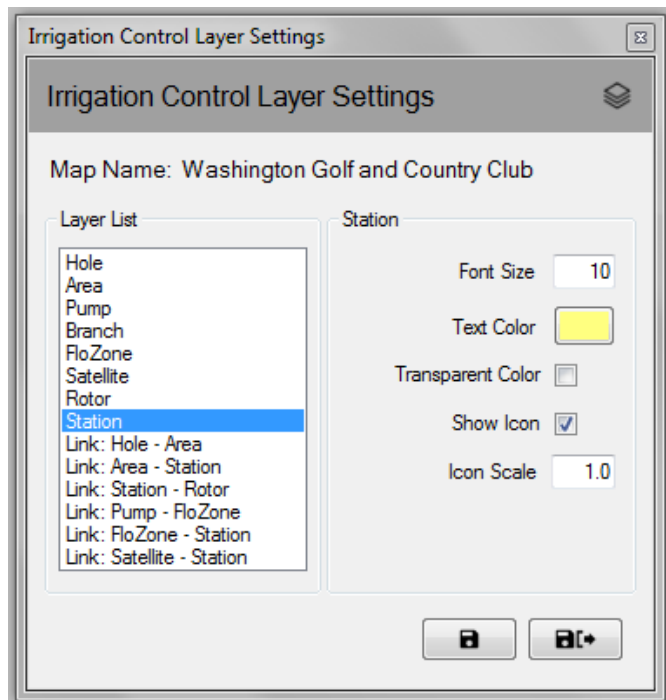 Irrigation Control Layer Settings
Irrigation Control Layer Settings
Map Name: Washington Golf and Country Club
Layer List
Hole
Area
Pump
Branch
FloZone
Satellite
Rotor
Station
Link: Hole - Area
Link: Area - Station
Link: Station - Rotor
Link: Pump - FloZone
Link: FloZone - Station
Link: Satellite - Station
Station
Font Size 10
Text Color
Transparent Color
Show Icon
Icon Scale 1.0